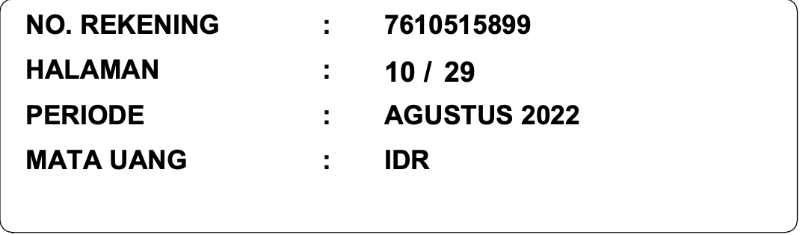 NO. REKENING : 7610515899
HALAMAN : 10 / 29
PERIODE : AGUSTUS 2022
MATA UANG : IDR